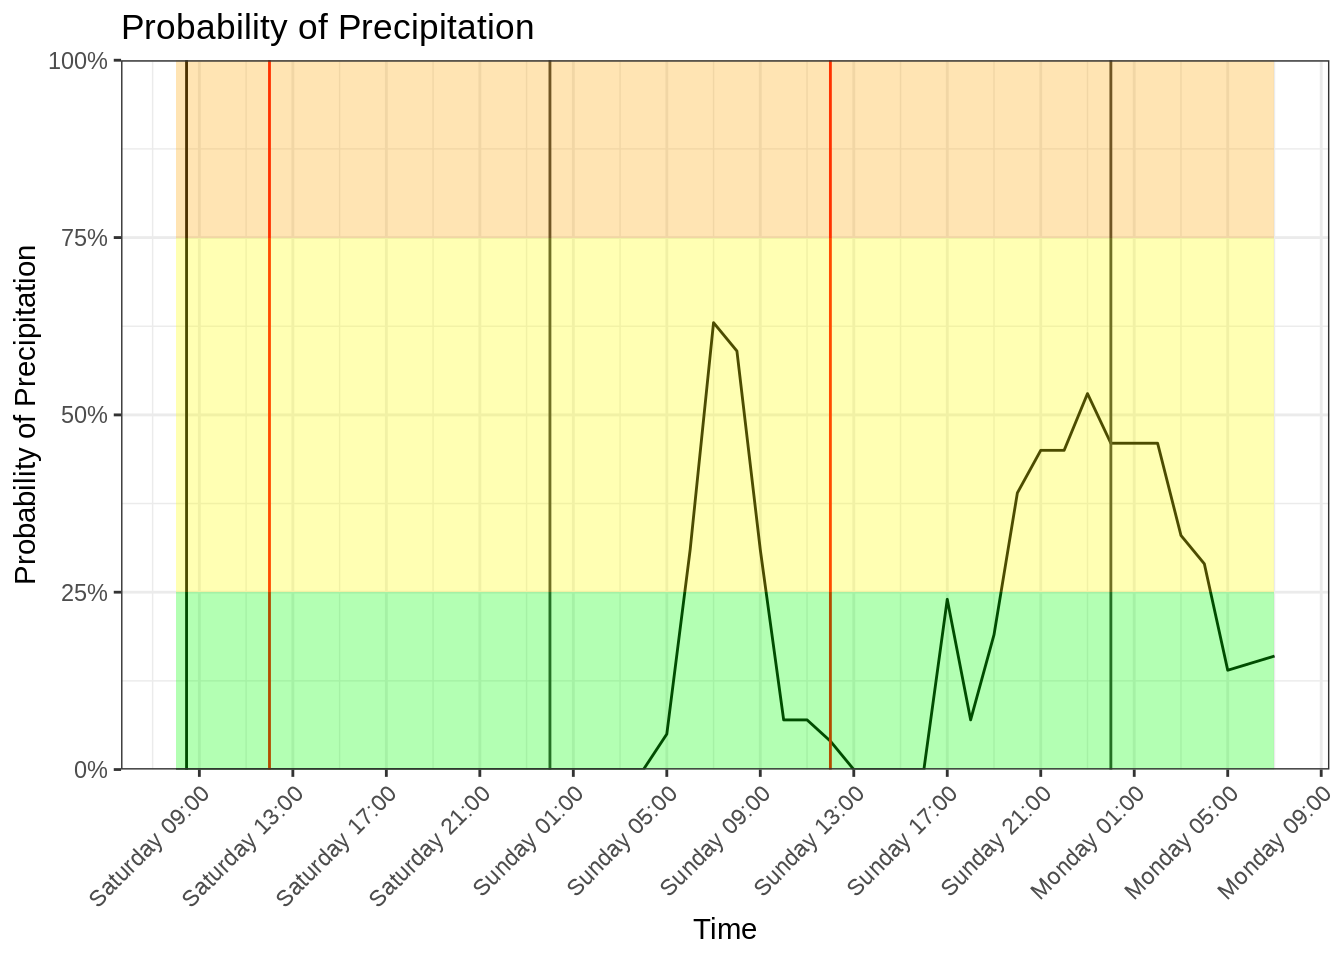 Probability of Precipitation
Probability of Precipitation
100%
75%
50%
25%
0%
Saturday 09:00
Saturday 13:00
Saturday 17:00
Saturday 21:00
Sunday 01:00
Sunday 05:00
Sunday 09:00
Sunday 13:00
Sunday 17:00
Sunday 21:00
Monday 01:00
Monday 05:00
Monday 09:00
Time